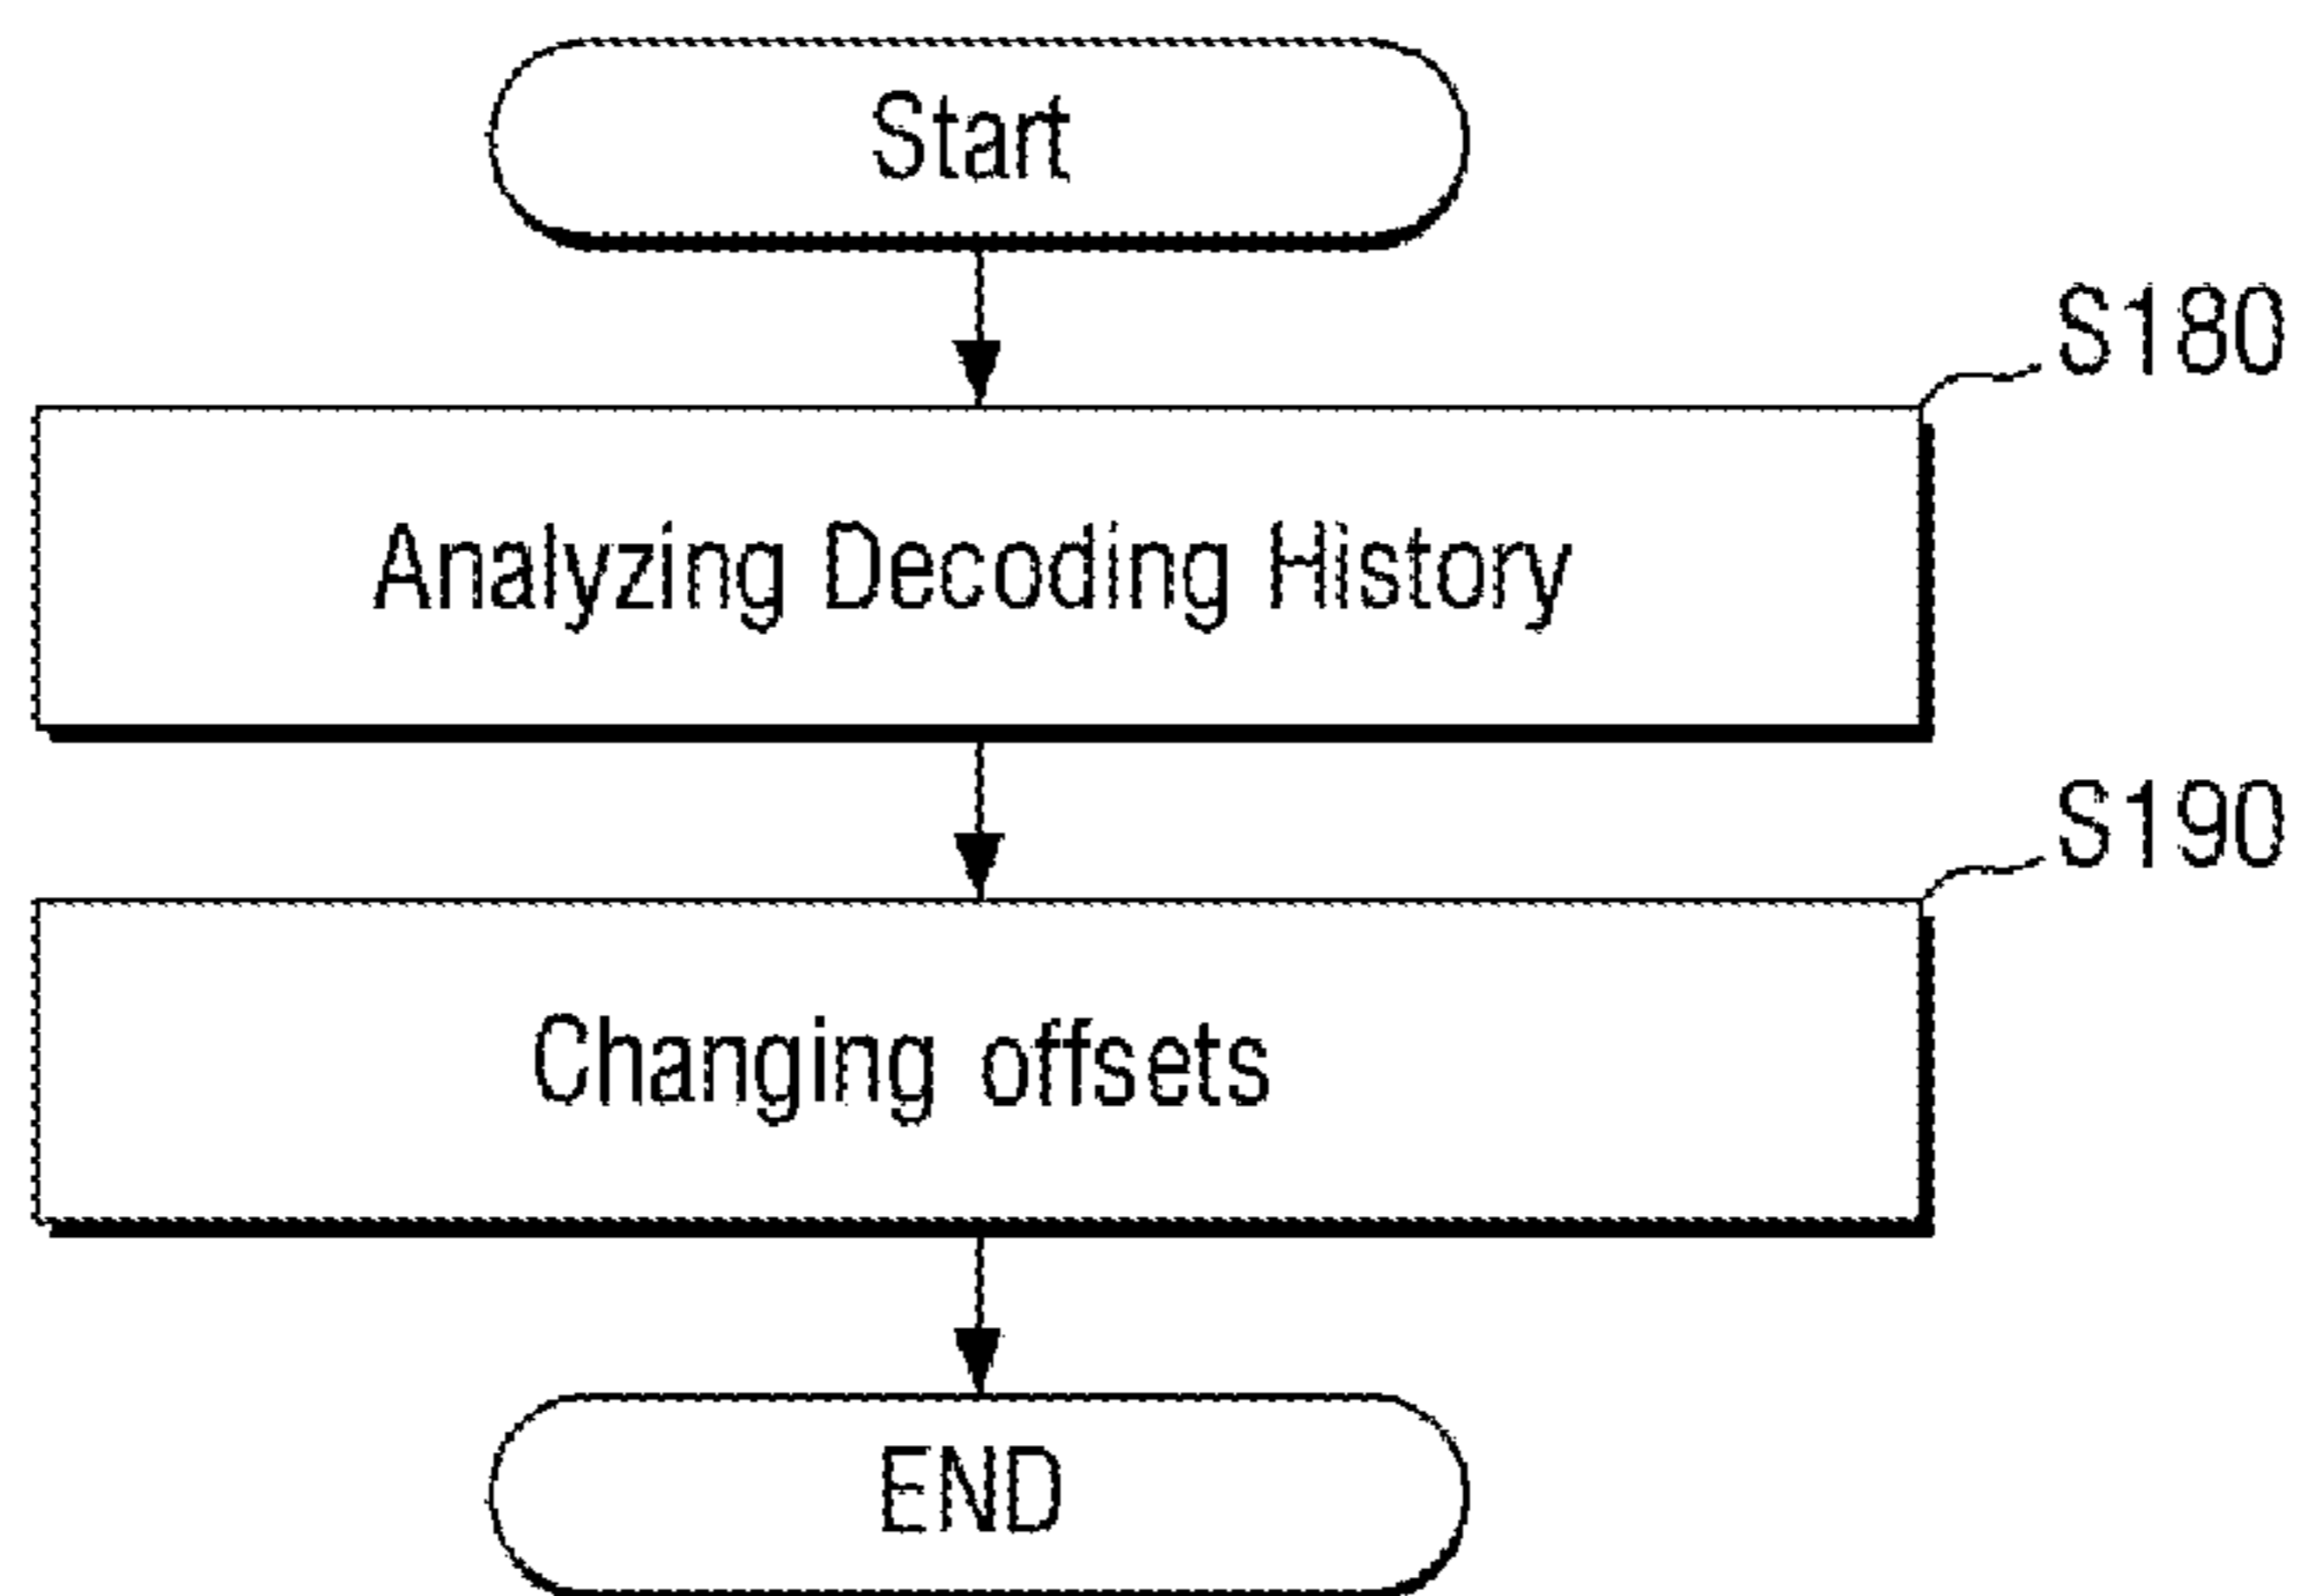 Start
S180
Analyzing Decoding History
S190
Changing offsets
END